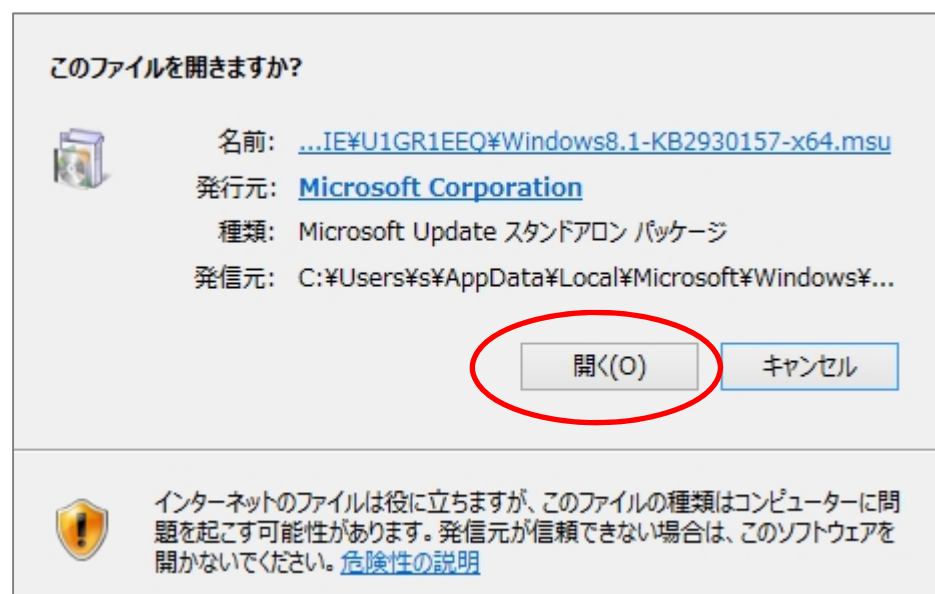 このファイルを開きますか?
名前: ...IE¥U1GR1EEQ¥Windows8.1-KB2930157-x64.msu
発行元: Microsoft Corporation
種類: Microsoft Update スタンドアロン パッケージ
発信元: C:¥Users¥s¥AppData¥Local¥Microsoft¥Windows¥...
開く(O) キャンセル
インターネットのファイルは役に立ちますが、このファイルの種類はコンピューターに問
題を起こす可能性があります。発信元が信頼できない場合は、このソフトウェアを
開かないでください。危険性の説明